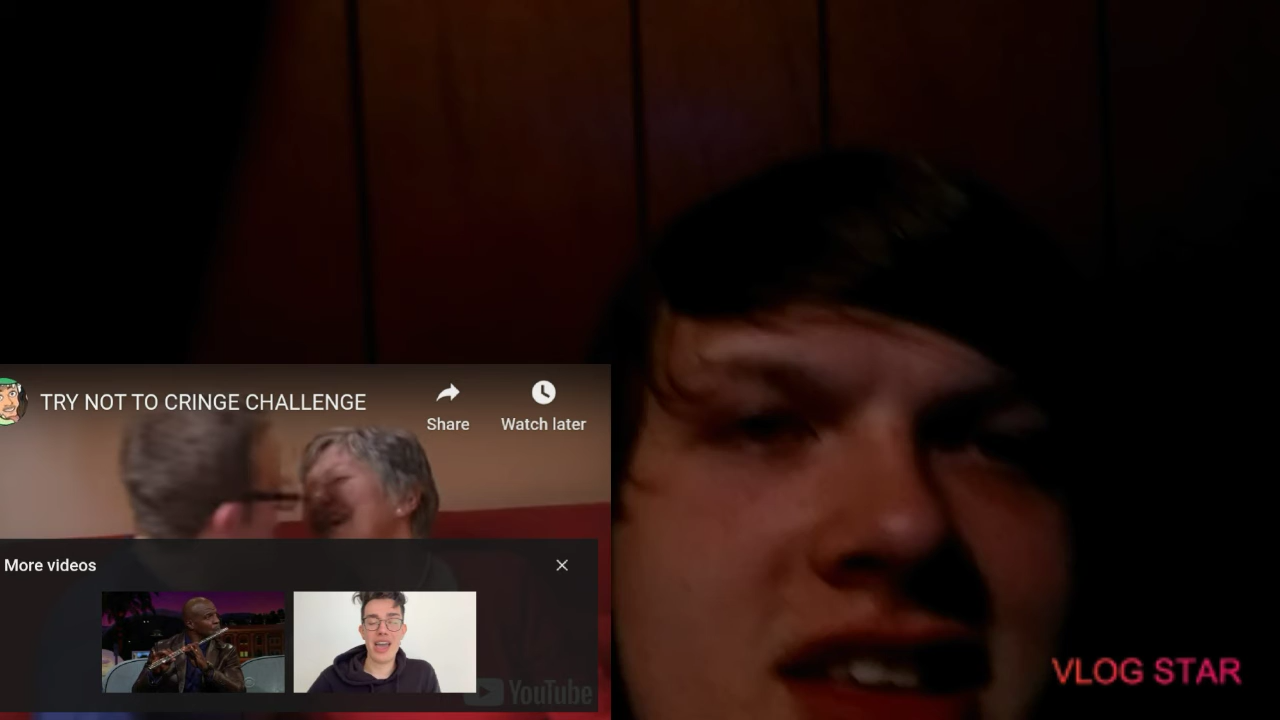 TRY NOT TO CRINGE CHALLENGE
Share
Watch later
More videos
YouTube
VLOG STAR